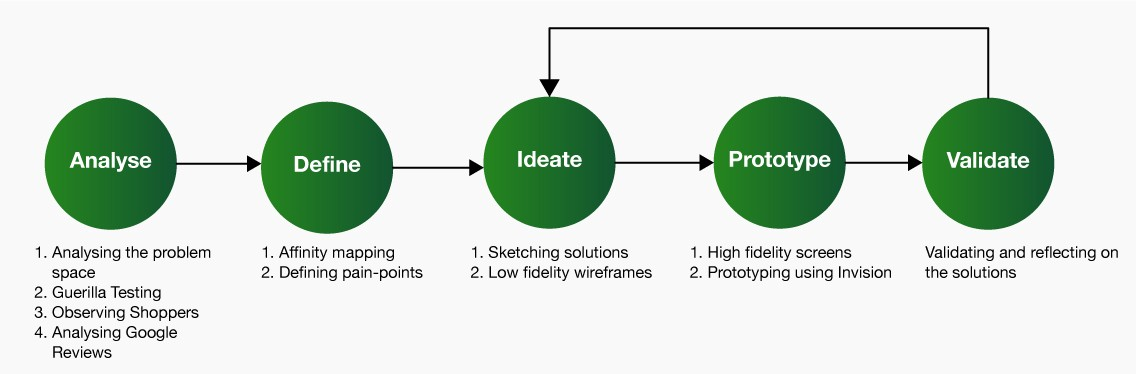 Analyse
Define
Ideate
Prototype
Validate
1. Analysing the problem
space
2. Guerilla Testing
3. Observing Shoppers
4. Analysing Google
Reviews
1. Affinity mapping
2. Defining pain-points
1. Sketching solutions
2. Low fidelity wireframes
1. High fidelity screens
2. Prototyping using Invision
Validating and reflecting on
the solutions